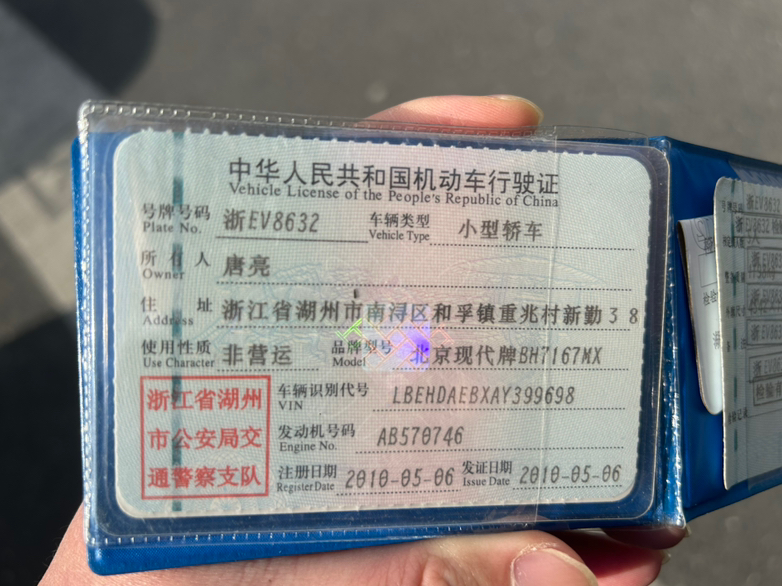 中华人民共和国机动车行驶证
Vehicle License of the People's Republic of China
号牌号码 浙EV8632 车辆类型 小型轿车
Plate No. Vehicle Type
所有人 唐亮
Owner
住址 浙江省湖州市南浔区和孚镇重兆村新勤38
Address
使用性质 非营运 品牌型号 北京现代牌BH7167MX
Use Character Model
浙江省湖州
市公安局交
通警察支队
车辆识别代号 LBEHDAEBXAY399698
VIN
发动机号码 AB570746
Engine No.
注册日期 2010-05-06 发证日期 2010-05-06
Register Date Issue Date